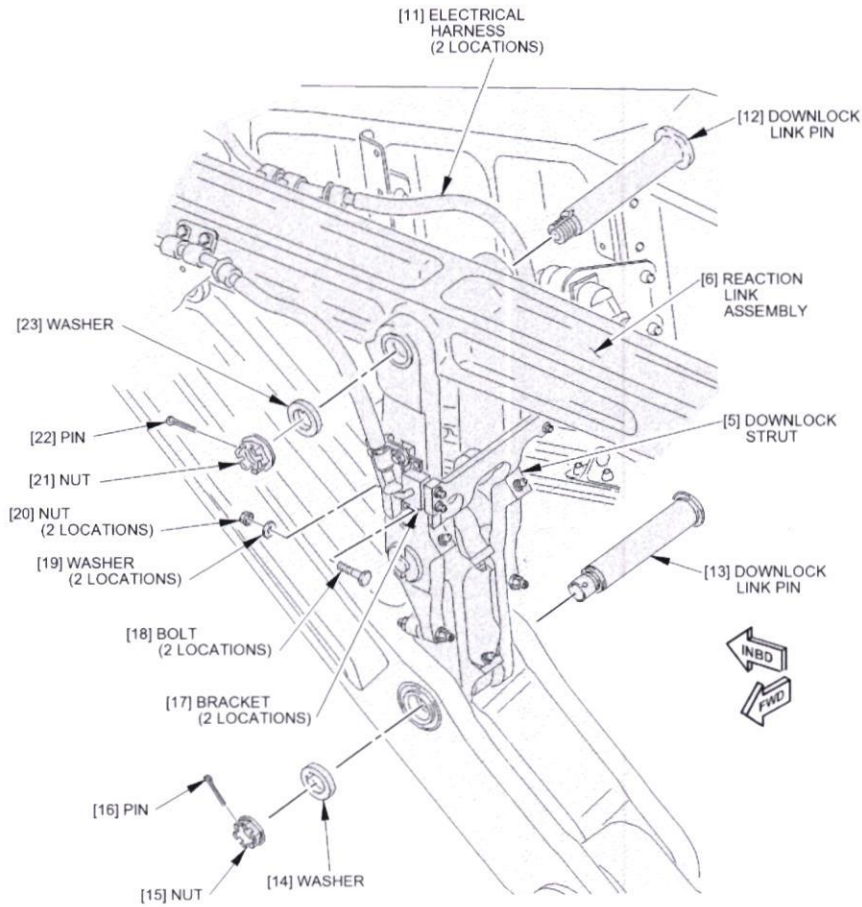 [11] ELECTRICAL
HARNESS
(2 LOCATIONS)
[12] DOWNLOCK
LINK PIN
[6] REACTION
LINK
ASSEMBLY
[23] WASHER
[5] DOWNLOCK
STRUT
[22] PIN
[21] NUT
[20] NUT
(2 LOCATIONS)
[19] WASHER
(2 LOCATIONS)
[13] DOWNLOCK
LINK PIN
[18] BOLT
(2 LOCATIONS)
INBD
FWD
[17] BRACKET
(2 LOCATIONS)
[16] PIN
[15] NUT
[14] WASHER